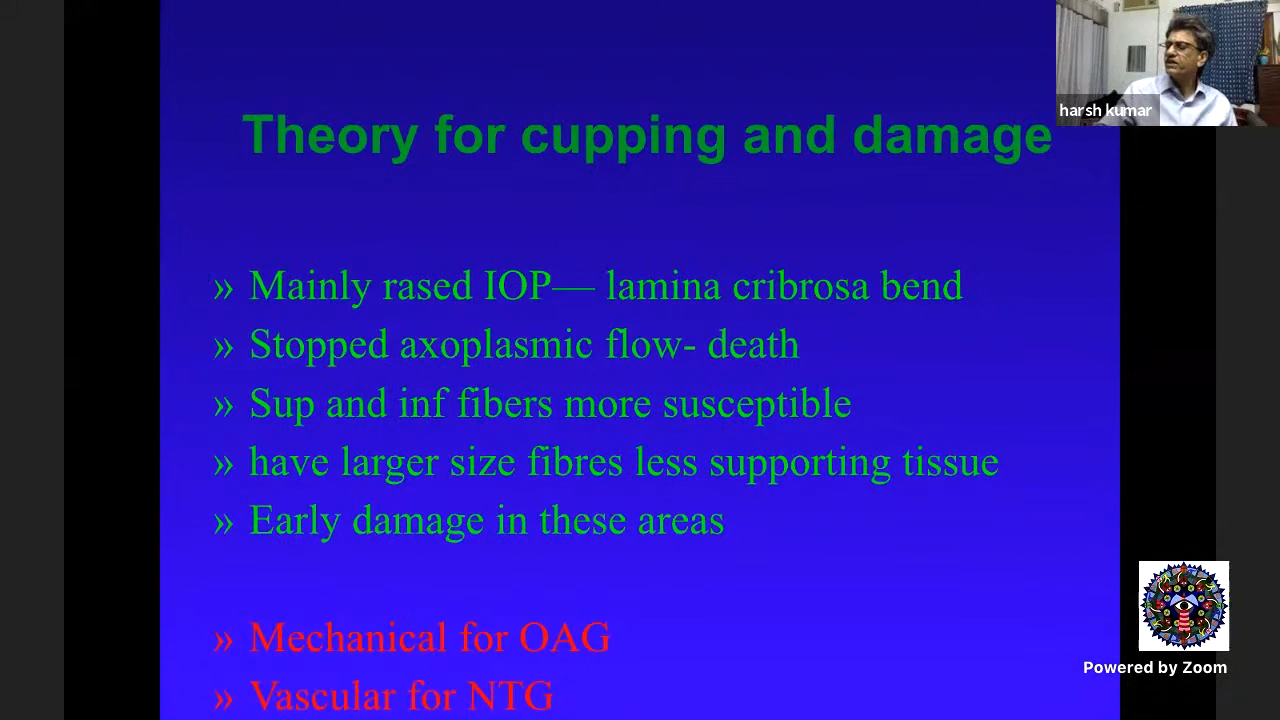 harsh kumar
Theory for cupping and damage
» Mainly rased IOP— lamina cribrosa bend
» Stopped axoplasmic flow- death
» Sup and inf fibers more susceptible
» have larger size fibres less supporting tissue
» Early damage in these areas
» Mechanical for OAG
» Vascular for NTG
Powered by Zoom